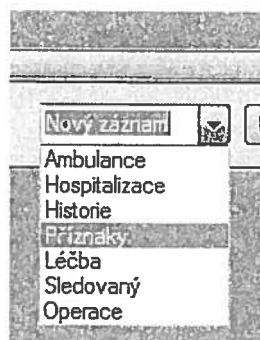 Nový záznam
Ambulance
Hospitalizace
Historie
Příznaky
Léčba
Sledovaný
Operace